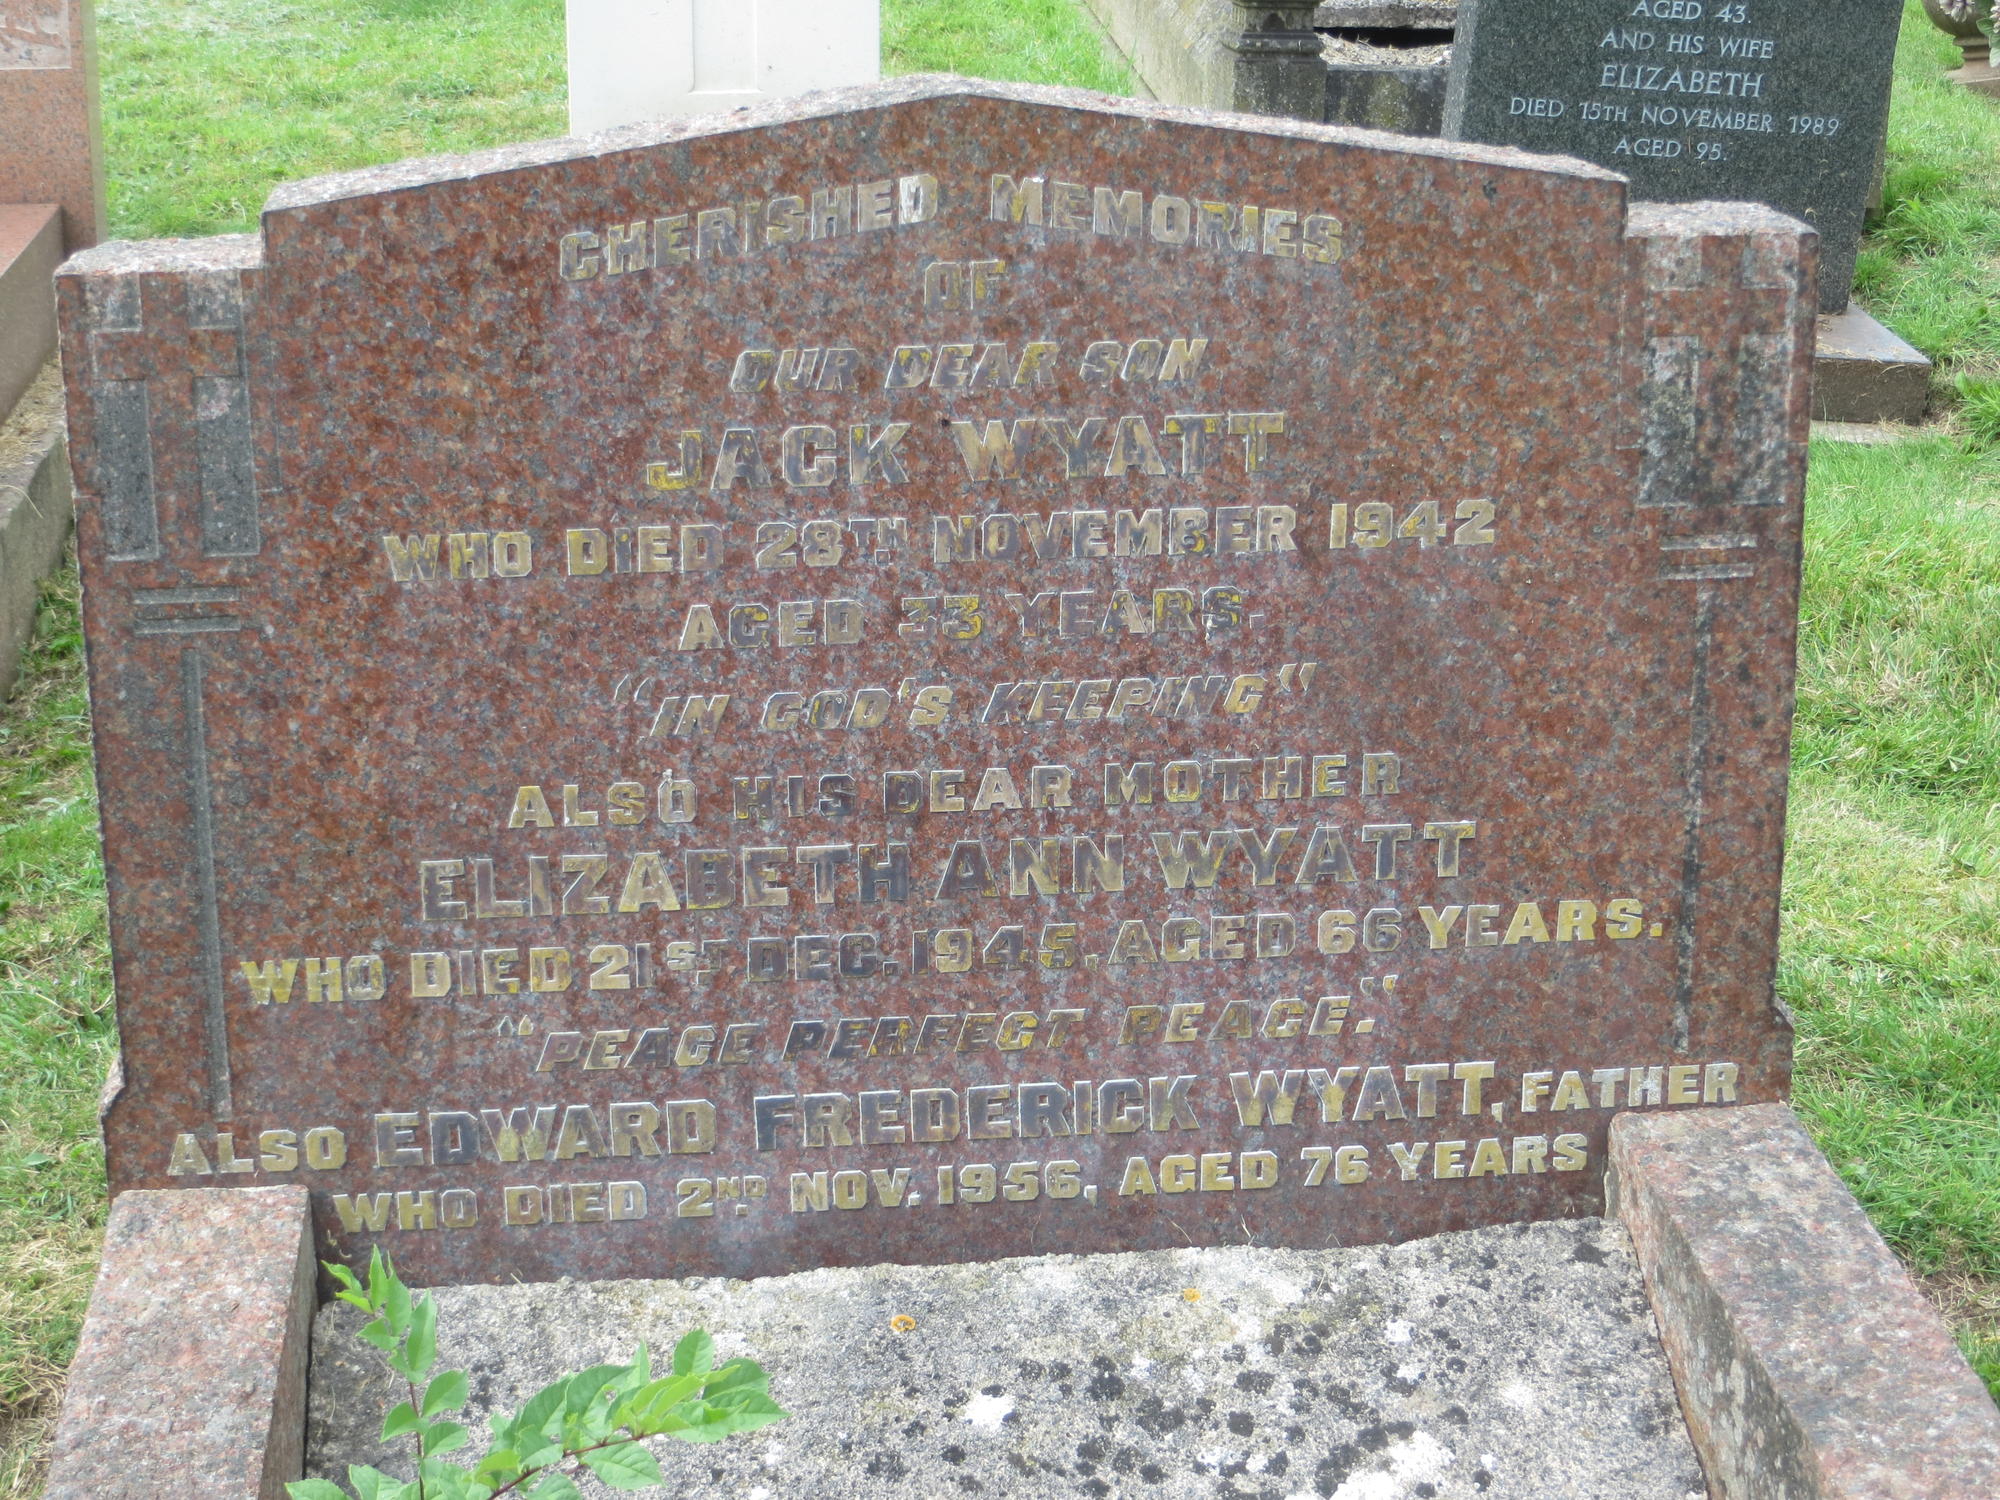 CHERISHED MEMORIES
OF
OUR DEAR SON
JACK WYATT
WHO DIED 28TH NOVEMBER 1942
AGED 33 YEARS.
"IN GOD'S KEEPING"
ALSO HIS DEAR MOTHER
ELIZABETH ANN WYATT
WHO DIED 21ST DEC. 1945, AGED 66 YEARS.
"PEACE PERFECT PEACE."
ALSO EDWARD FREDERICK WYATT, FATHER
WHO DIED 2ND NOV. 1956, AGED 76 YEARS
AGED 43.
AND HIS WIFE
ELIZABETH
DIED 15TH NOVEMBER 1989
AGED 95.